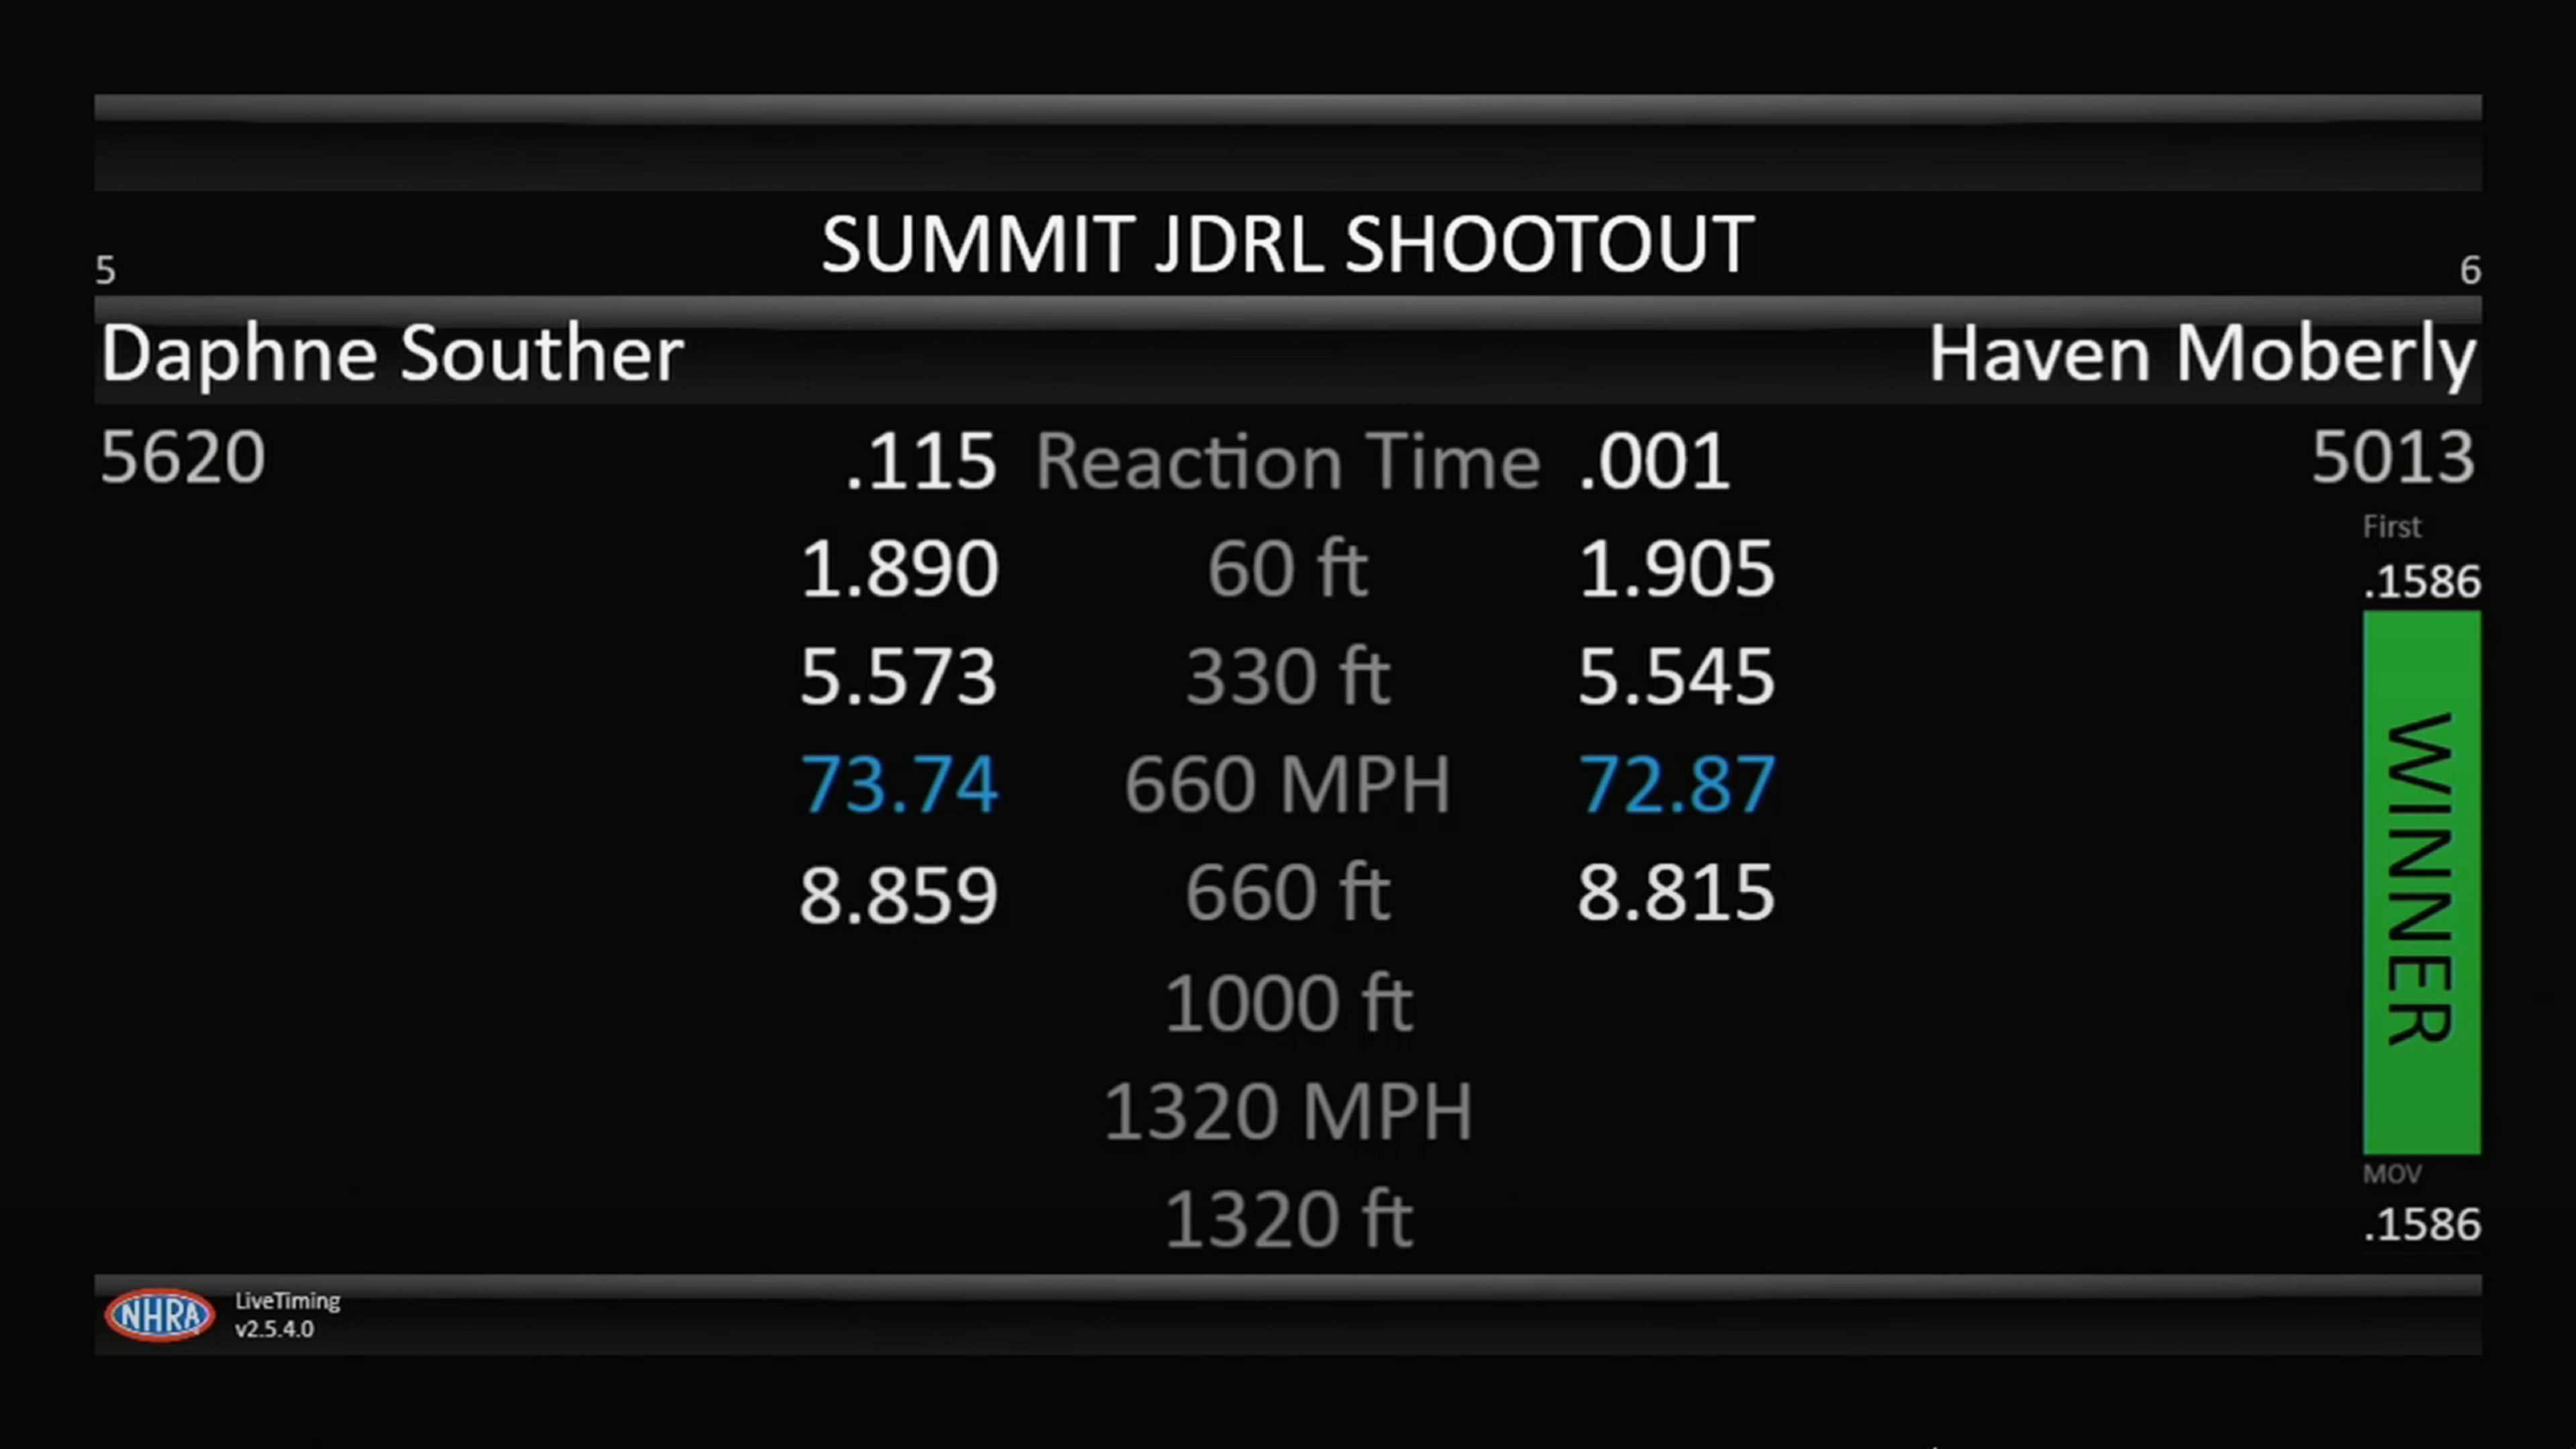 SUMMIT JDRL SHOOTOUT
5 6
Daphne Souther Haven Moberly
5620 .115 Reaction Time .001 5013
First
1.890 60 ft 1.905 .1586
5.573 330 ft 5.545
73.74 660 MPH 72.87
8.859 660 ft 8.815
WINNER
1000 ft
1320 MPH
MOV
1320 ft .1586
NHRA LiveTiming
v2.5.4.0